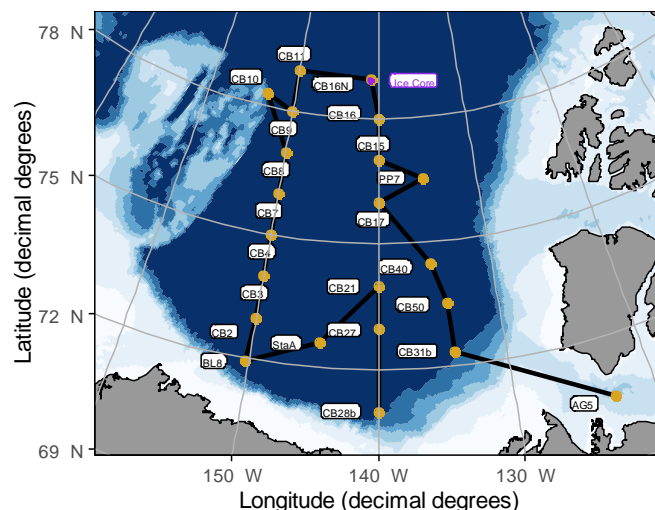 78 N
75 N
72 N
69 N
Latitude (decimal degrees)
CB11
CB10
CB16N
Ice Core
CB16
CB9
CB15
CB8
PP7
CB7
CB17
CB4
CB40
CB3
CB21
CB50
CB2
StaA
CB27
BL8
CB31b
AG5
CB28b
150 W
140 W
130 W
Longitude (decimal degrees)